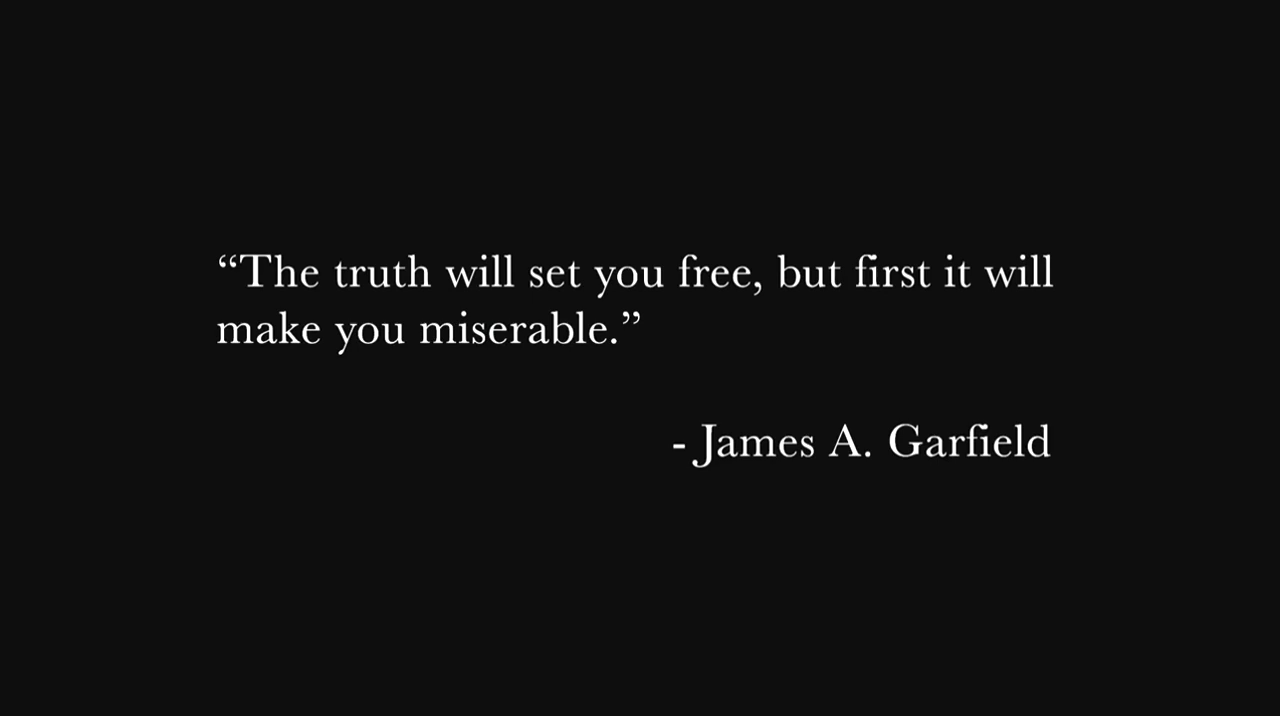 “The truth will set you free, but first it will
make you miserable.”
- James A. Garfield